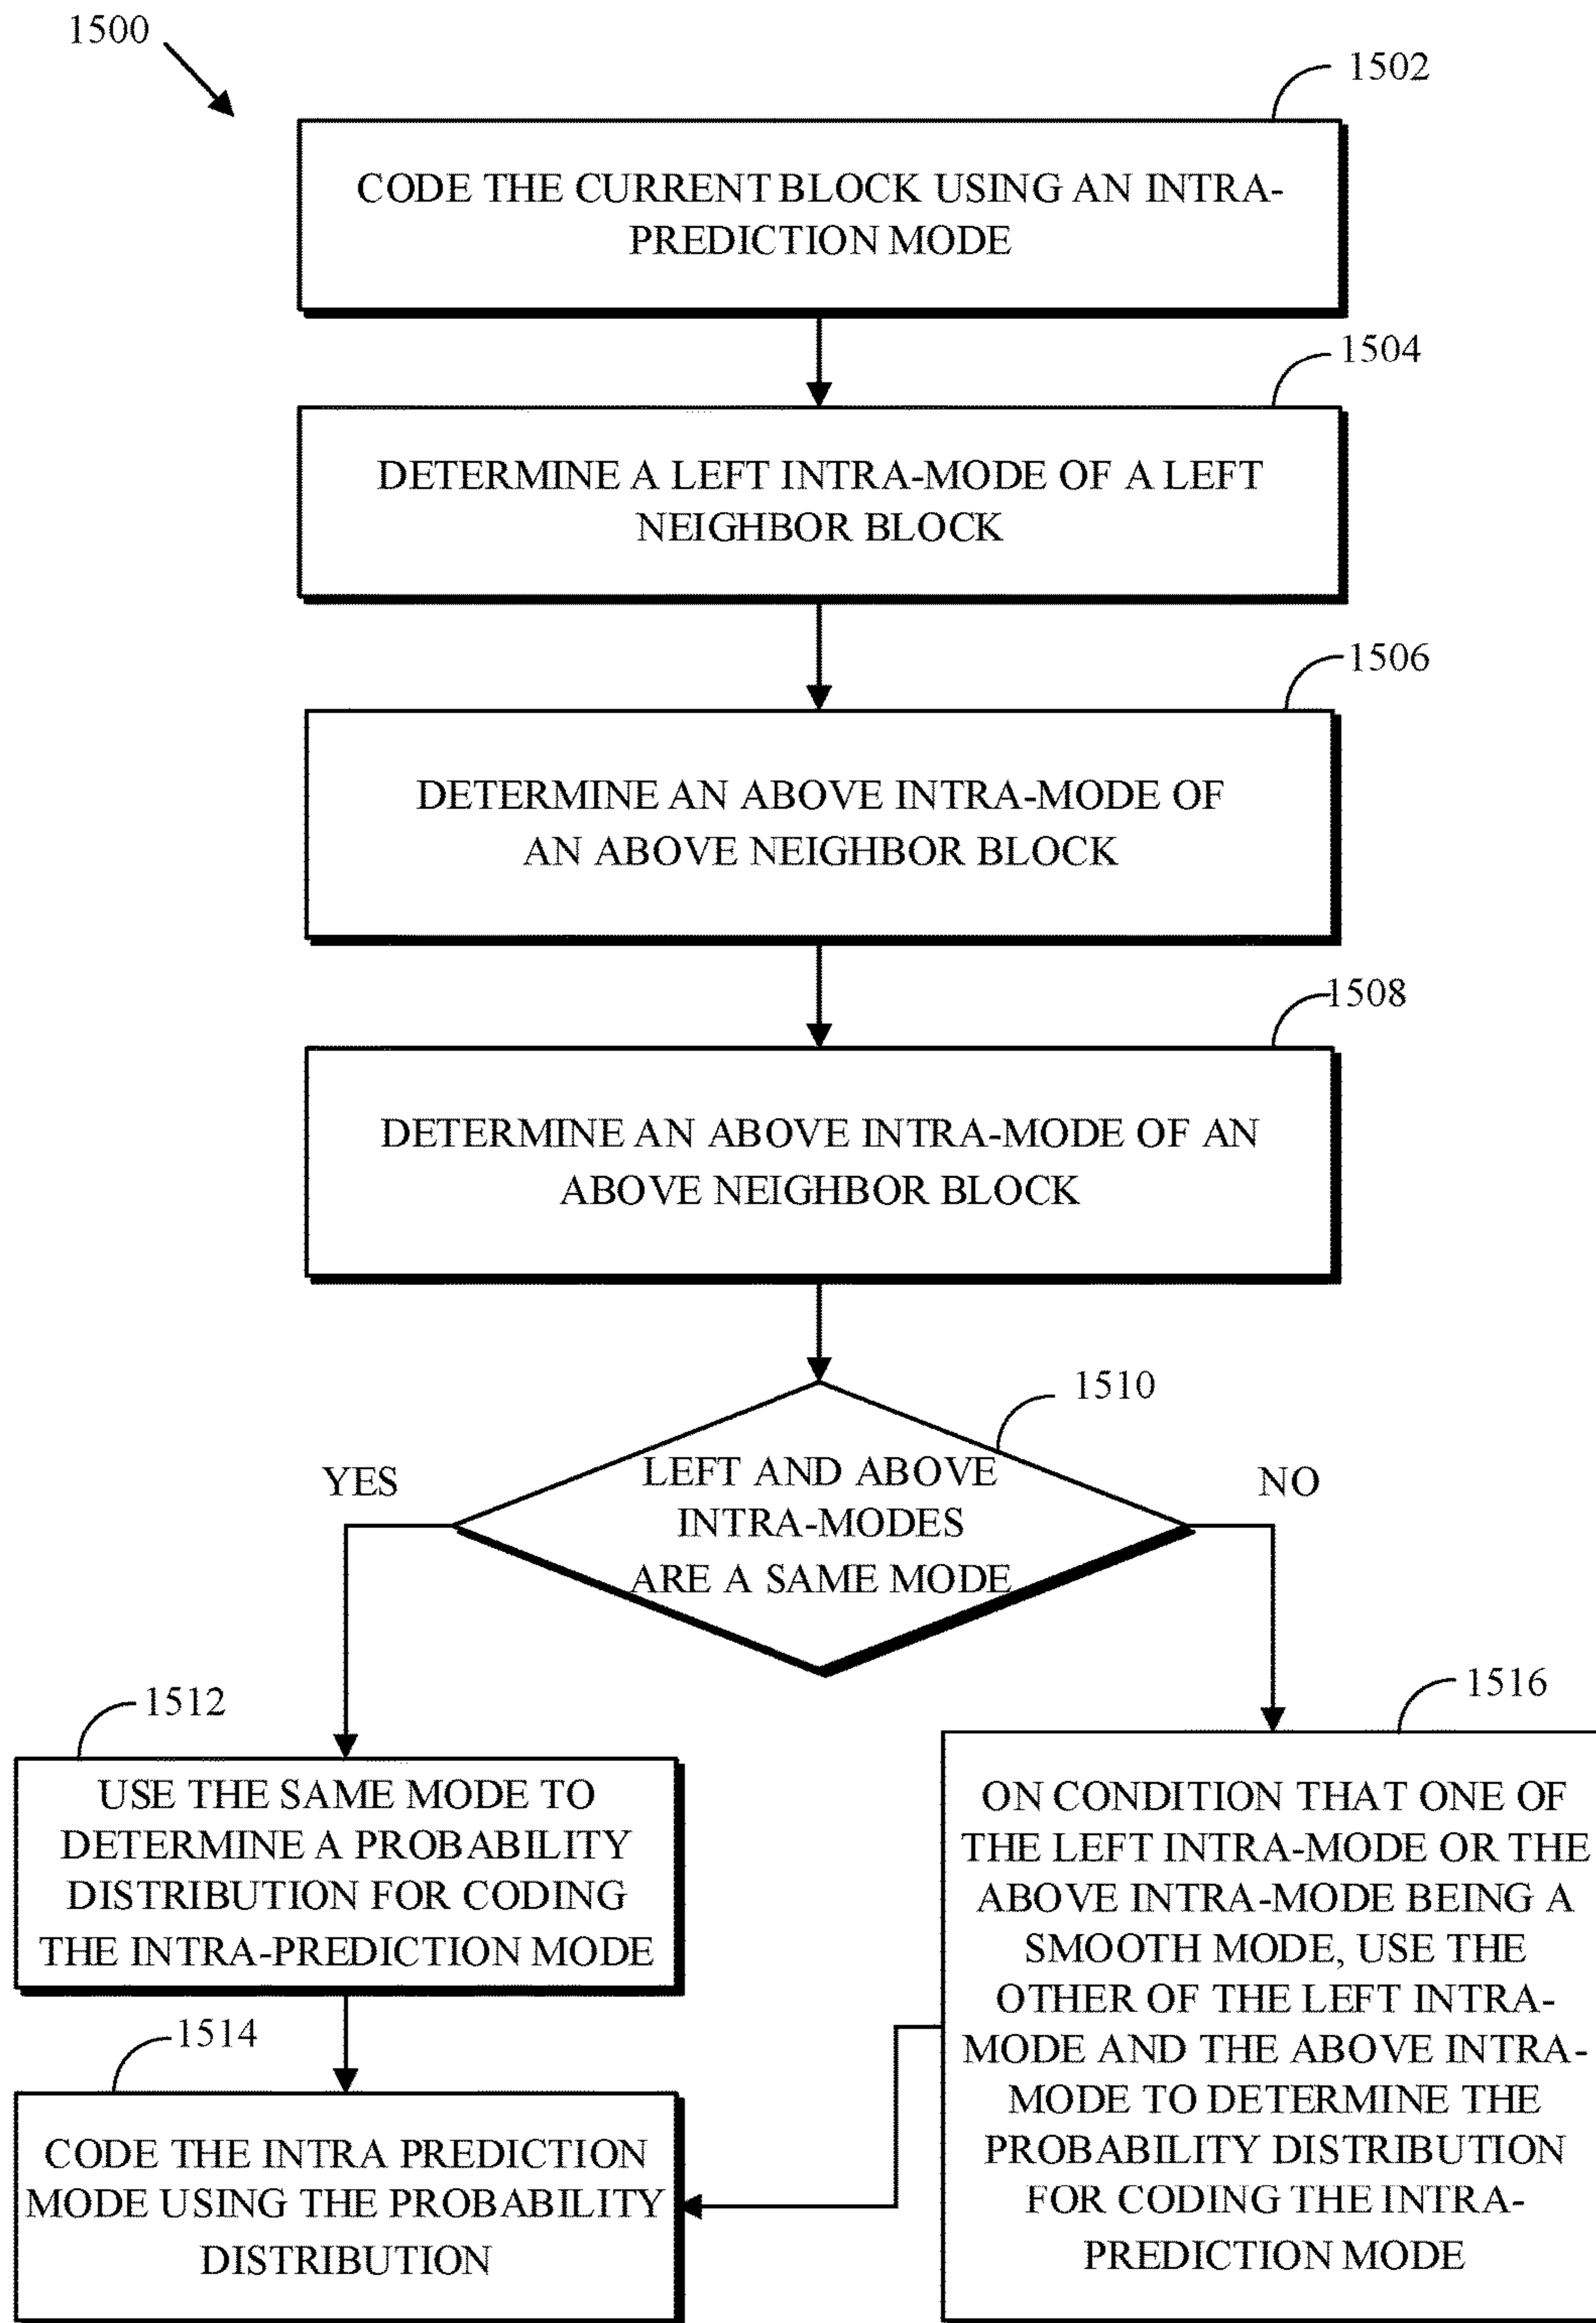 1500
1502
CODE THE CURRENT BLOCK USING AN INTRA-
PREDICTION MODE
1504
DETERMINE A LEFT INTRA-MODE OF A LEFT
NEIGHBOR BLOCK
1506
DETERMINE AN ABOVE INTRA-MODE OF
AN ABOVE NEIGHBOR BLOCK
1508
DETERMINE AN ABOVE INTRA-MODE OF AN
ABOVE NEIGHBOR BLOCK
1510
LEFT AND ABOVE
INTRA-MODES
ARE A SAME MODE
YES
NO
1512
USE THE SAME MODE TO
DETERMINE A PROBABILITY
DISTRIBUTION FOR CODING
THE INTRA-PREDICTION MODE
1514
CODE THE INTRA PREDICTION
MODE USING THE PROBABILITY
DISTRIBUTION
1516
ON CONDITION THAT ONE OF
THE LEFT INTRA-MODE OR THE
ABOVE INTRA-MODE BEING A
SMOOTH MODE, USE THE
OTHER OF THE LEFT INTRA-
MODE AND THE ABOVE INTRA-
MODE TO DETERMINE THE
PROBABILITY DISTRIBUTION
FOR CODING THE INTRA-
PREDICTION MODE